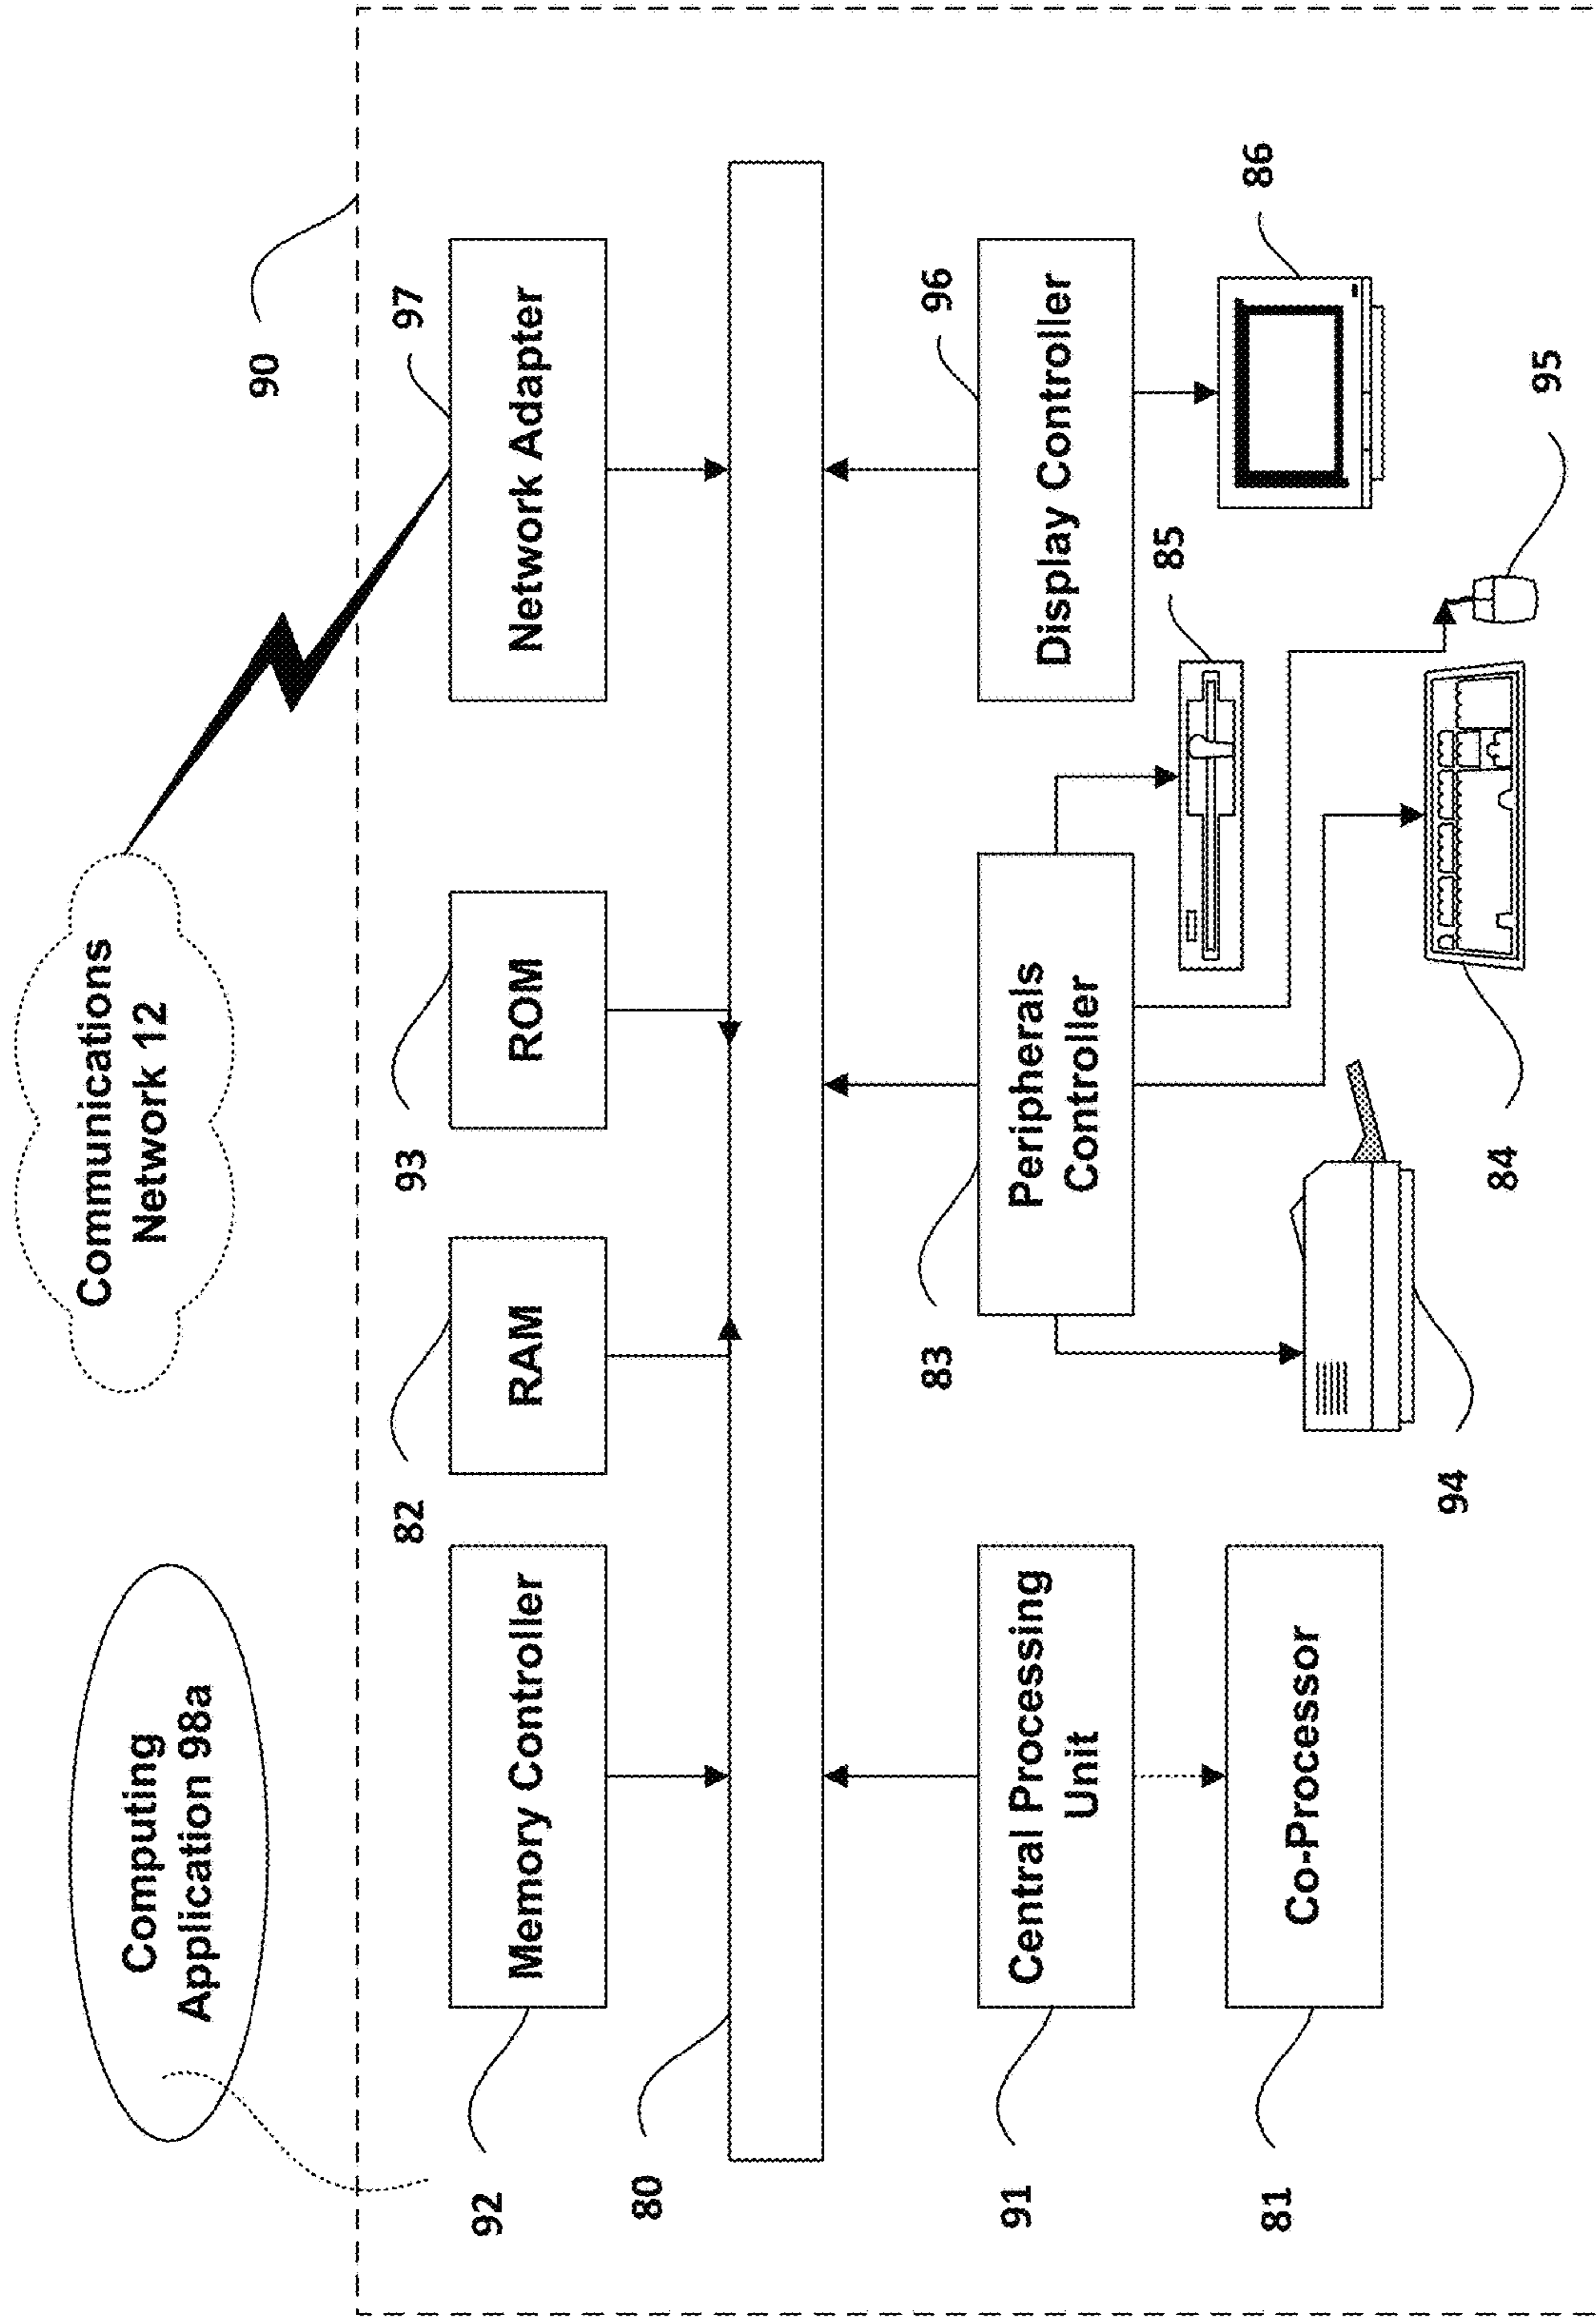 Computing
Application 98a
Communications
Network 12
90
92
Memory Controller
82
RAM
93
ROM
97
Network Adapter
80
91
Central Processing
Unit
83
Peripherals
Controller
96
Display Controller
81
Co-Processor
94
84
85
95
86